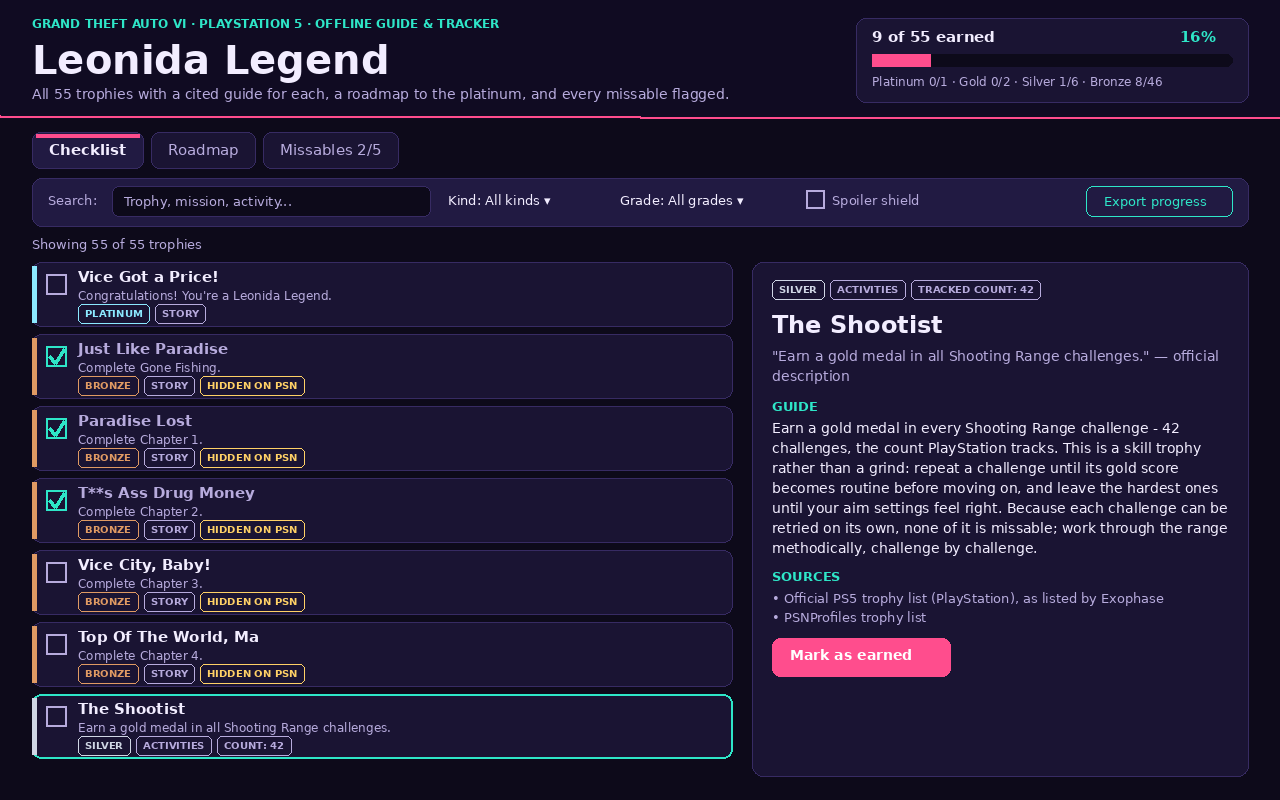 GRAND THEFT AUTO VI · PLAYSTATION 5 · OFFLINE GUIDE & TRACKER
Leonida Legend
All 55 trophies with a cited guide for each, a roadmap to the platinum, and every missable flagged.
9 of 55 earned 16%
Platinum 0/1 · Gold 0/2 · Silver 1/6 · Bronze 8/46
Checklist Roadmap Missables 2/5
Search: Trophy, mission, activity... Kind: All kinds ▾ Grade: All grades ▾ Spoiler shield Export progress
Showing 55 of 55 trophies
Vice Got a Price!
Congratulations! You're a Leonida Legend.
PLATINUM STORY
Just Like Paradise
Complete Gone Fishing.
BRONZE STORY HIDDEN ON PSN
Paradise Lost
Complete Chapter 1.
BRONZE STORY HIDDEN ON PSN
T**s Ass Drug Money
Complete Chapter 2.
BRONZE STORY HIDDEN ON PSN
Vice City, Baby!
Complete Chapter 3.
BRONZE STORY HIDDEN ON PSN
Top Of The World, Ma
Complete Chapter 4.
BRONZE STORY HIDDEN ON PSN
The Shootist
Earn a gold medal in all Shooting Range challenges.
SILVER ACTIVITIES COUNT: 42
SILVER ACTIVITIES TRACKED COUNT: 42
The Shootist
"Earn a gold medal in all Shooting Range challenges." — official
description
GUIDE
Earn a gold medal in every Shooting Range challenge - 42
challenges, the count PlayStation tracks. This is a skill trophy
rather than a grind: repeat a challenge until its gold score
becomes routine before moving on, and leave the hardest ones
until your aim settings feel right. Because each challenge can be
retried on its own, none of it is missable; work through the range
methodically, challenge by challenge.
SOURCES
• Official PS5 trophy list (PlayStation), as listed by Exophase
• PSNProfiles trophy list
Mark as earned